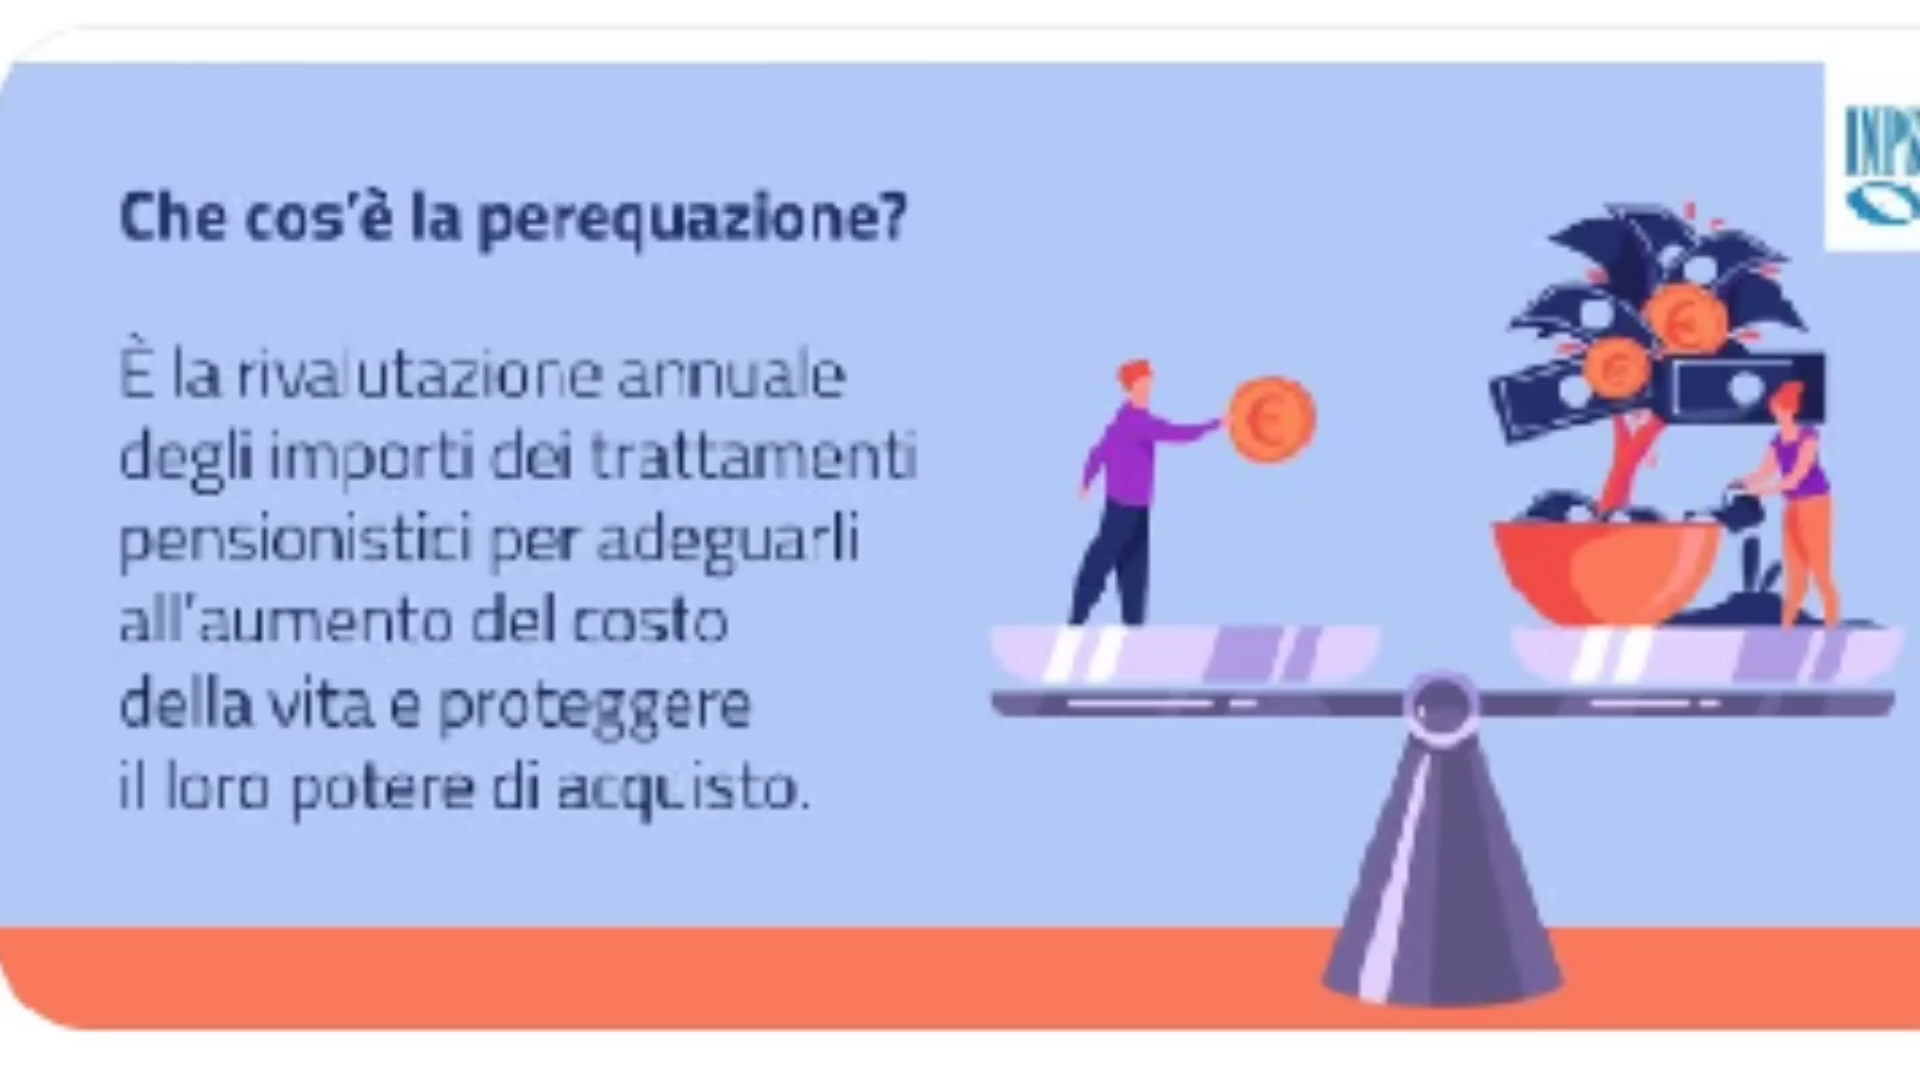 Che cos'è la perequazione?
È la rivalutazione annuale
degli importi dei trattamenti
pensionistici per adeguarli
all'aumento del costo
della vita e proteggere
il loro potere di acquisto.
INPS